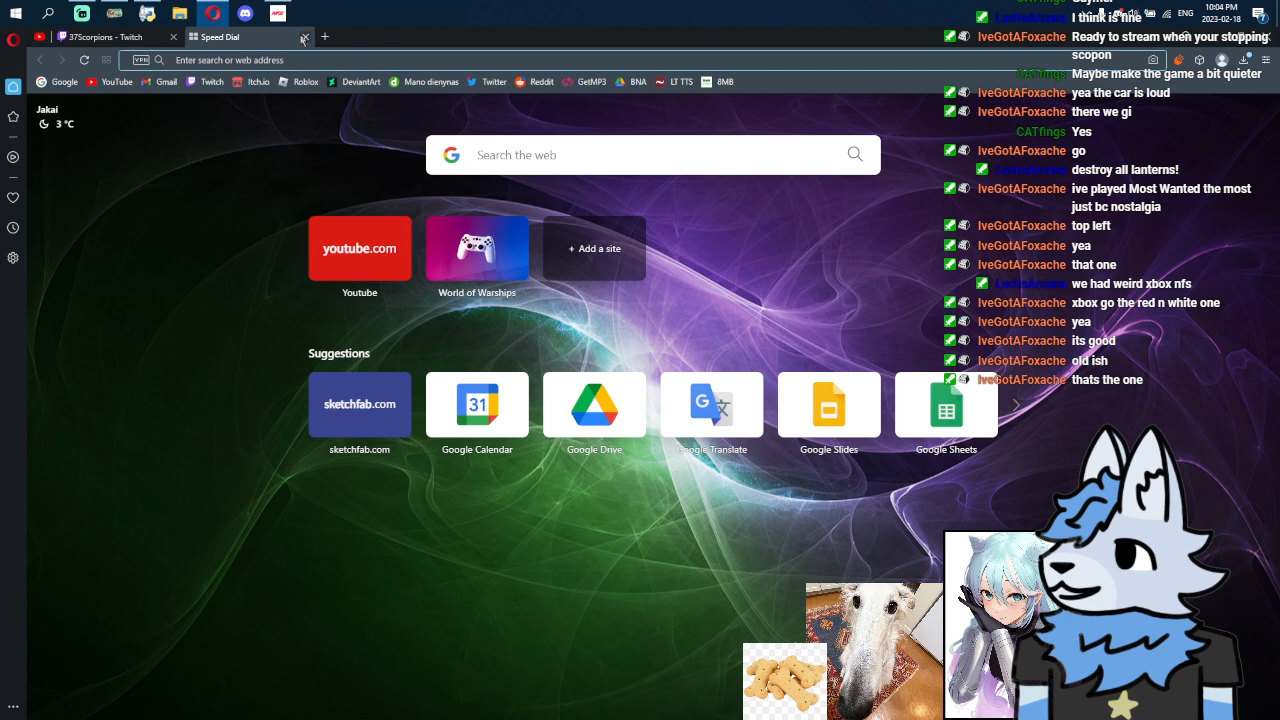 ENG
10:04 PM
2023-02-18
37Scorpions - Twitch
Speed Dial
VPN
Enter search or web address
Google
YouTube
Gmail
Twitch
Itch.io
Roblox
DeviantArt
Mano dienynas
Twitter
Reddit
GetMP3
BNA
LT TTS
8MB
Jakai
3 °C
Search the web
youtube.com
+ Add a site
Youtube
World of Warships
Suggestions
sketchfab.com
31
sketchfab.com
Google Calendar
Google Drive
Google Translate
Google Slides
Google Sheets
I think is fine
IveGotAFoxache Ready to stream when your stopping
scopon
CATfings Maybe make the game a bit quieter
IveGotAFoxache yea the car is loud
IveGotAFoxache there we gi
CATfings Yes
IveGotAFoxache go
destroy all lanterns!
IveGotAFoxache ive played Most Wanted the most
just bc nostalgia
IveGotAFoxache top left
IveGotAFoxache yea
IveGotAFoxache that one
we had weird xbox nfs
IveGotAFoxache xbox go the red n white one
IveGotAFoxache yea
IveGotAFoxache its good
IveGotAFoxache old ish
IveGotAFoxache thats the one